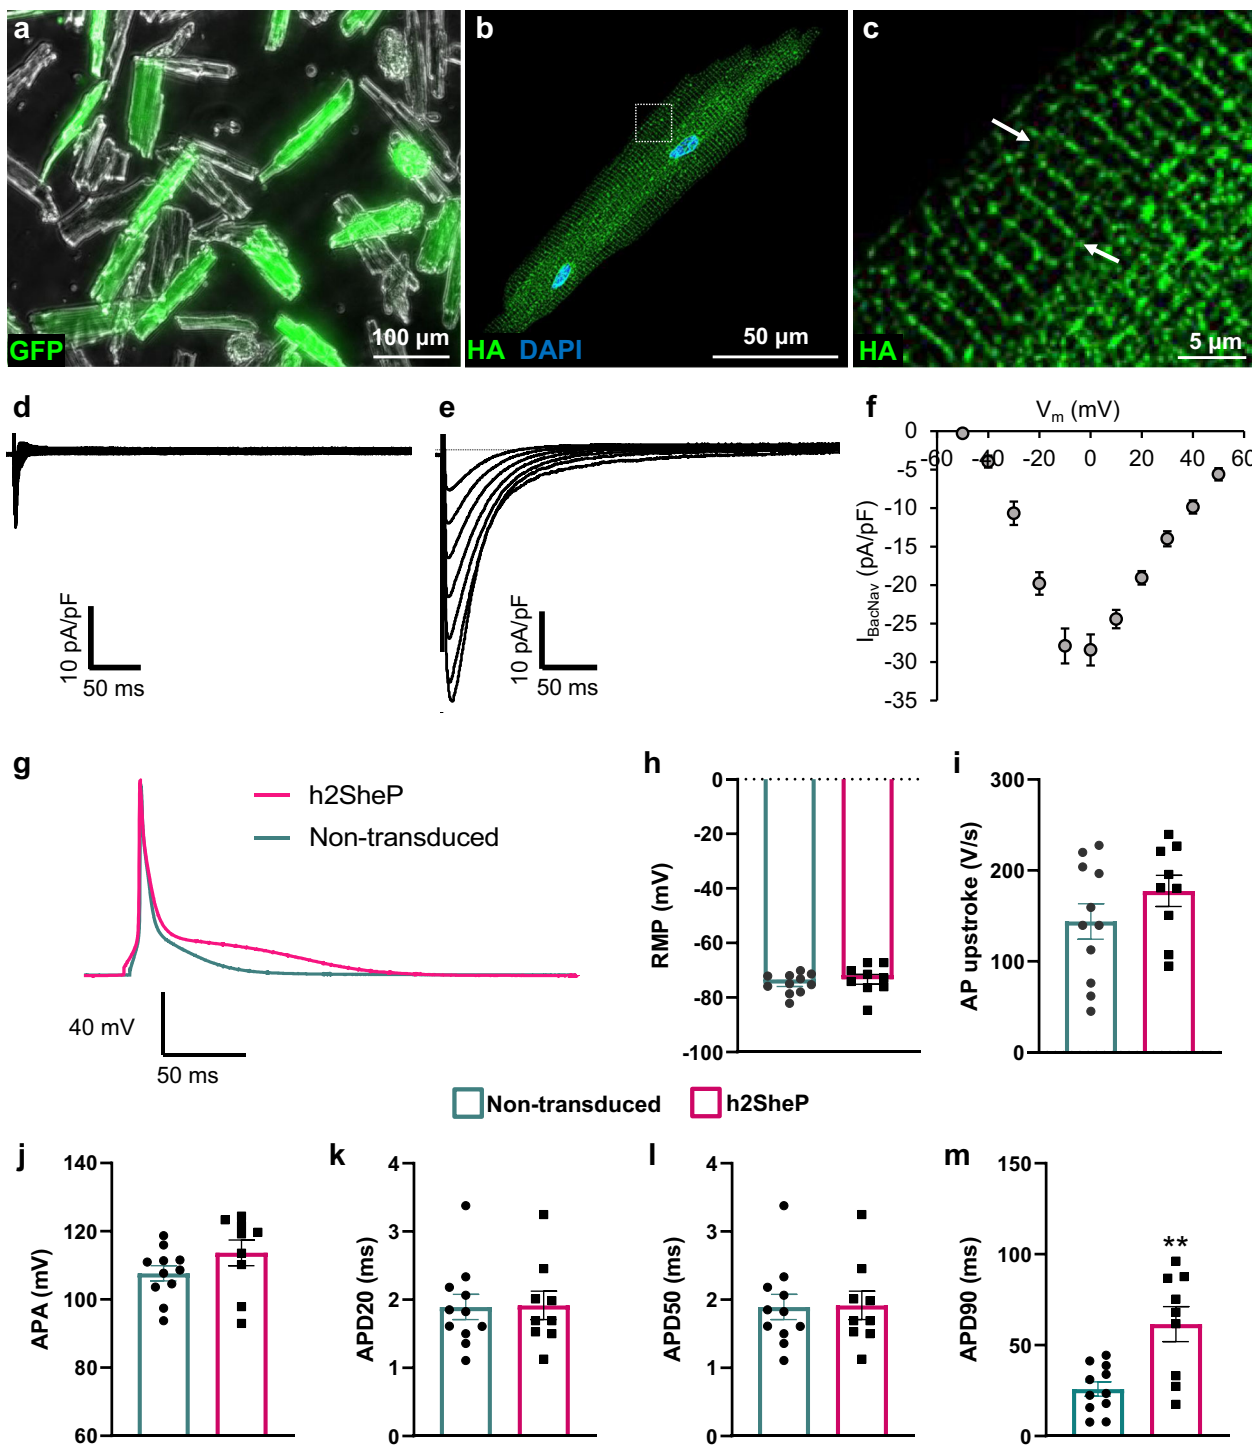 a
GFP
100 µm
b
HA DAPI
50 µm
c
HA
5 µm
d
10 pA/pF
50 ms
e
10 pA/pF
50 ms
f
V_m (mV)
-60 -40 -20 0 20 40 60
0
-5
-10
-15
-20
-25
-30
-35
I_BacNav (pA/pF)
g
h2SheP
Non-transduced
40 mV
50 ms
h
RMP (mV)
0
-20
-40
-60
-80
-100
i
AP upstroke (V/s)
300
200
100
0
Non-transduced
h2SheP
j
APA (mV)
140
120
100
80
60
k
APD20 (ms)
4
3
2
1
0
l
APD50 (ms)
4
3
2
1
0
m
APD90 (ms)
150
100
50
0
**